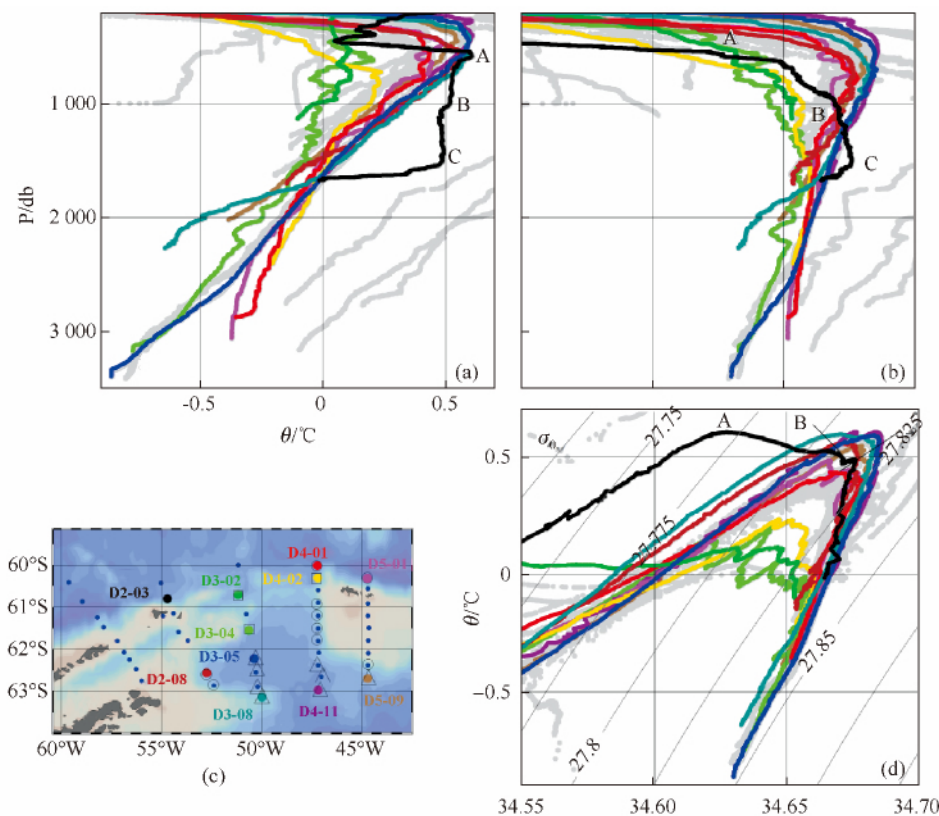 A
B
C
1 000
2 000
3 000
P/db
(a)
-0.5
0
0.5
θ/℃
A
B
C
(b)
σ
27.75
A
B
27.825
27.775
27.85
27.8
0.5
0
−0.5
θ/℃
(d)
34.55
34.60
34.65
34.70
60°S
61°S
62°S
63°S
D2-03
D3-02
D4-01
D4-02
D5-01
D3-04
D3-05
D2-08
D3-08
D4-11
D5-09
60°W
55°W
50°W
45°W
(c)